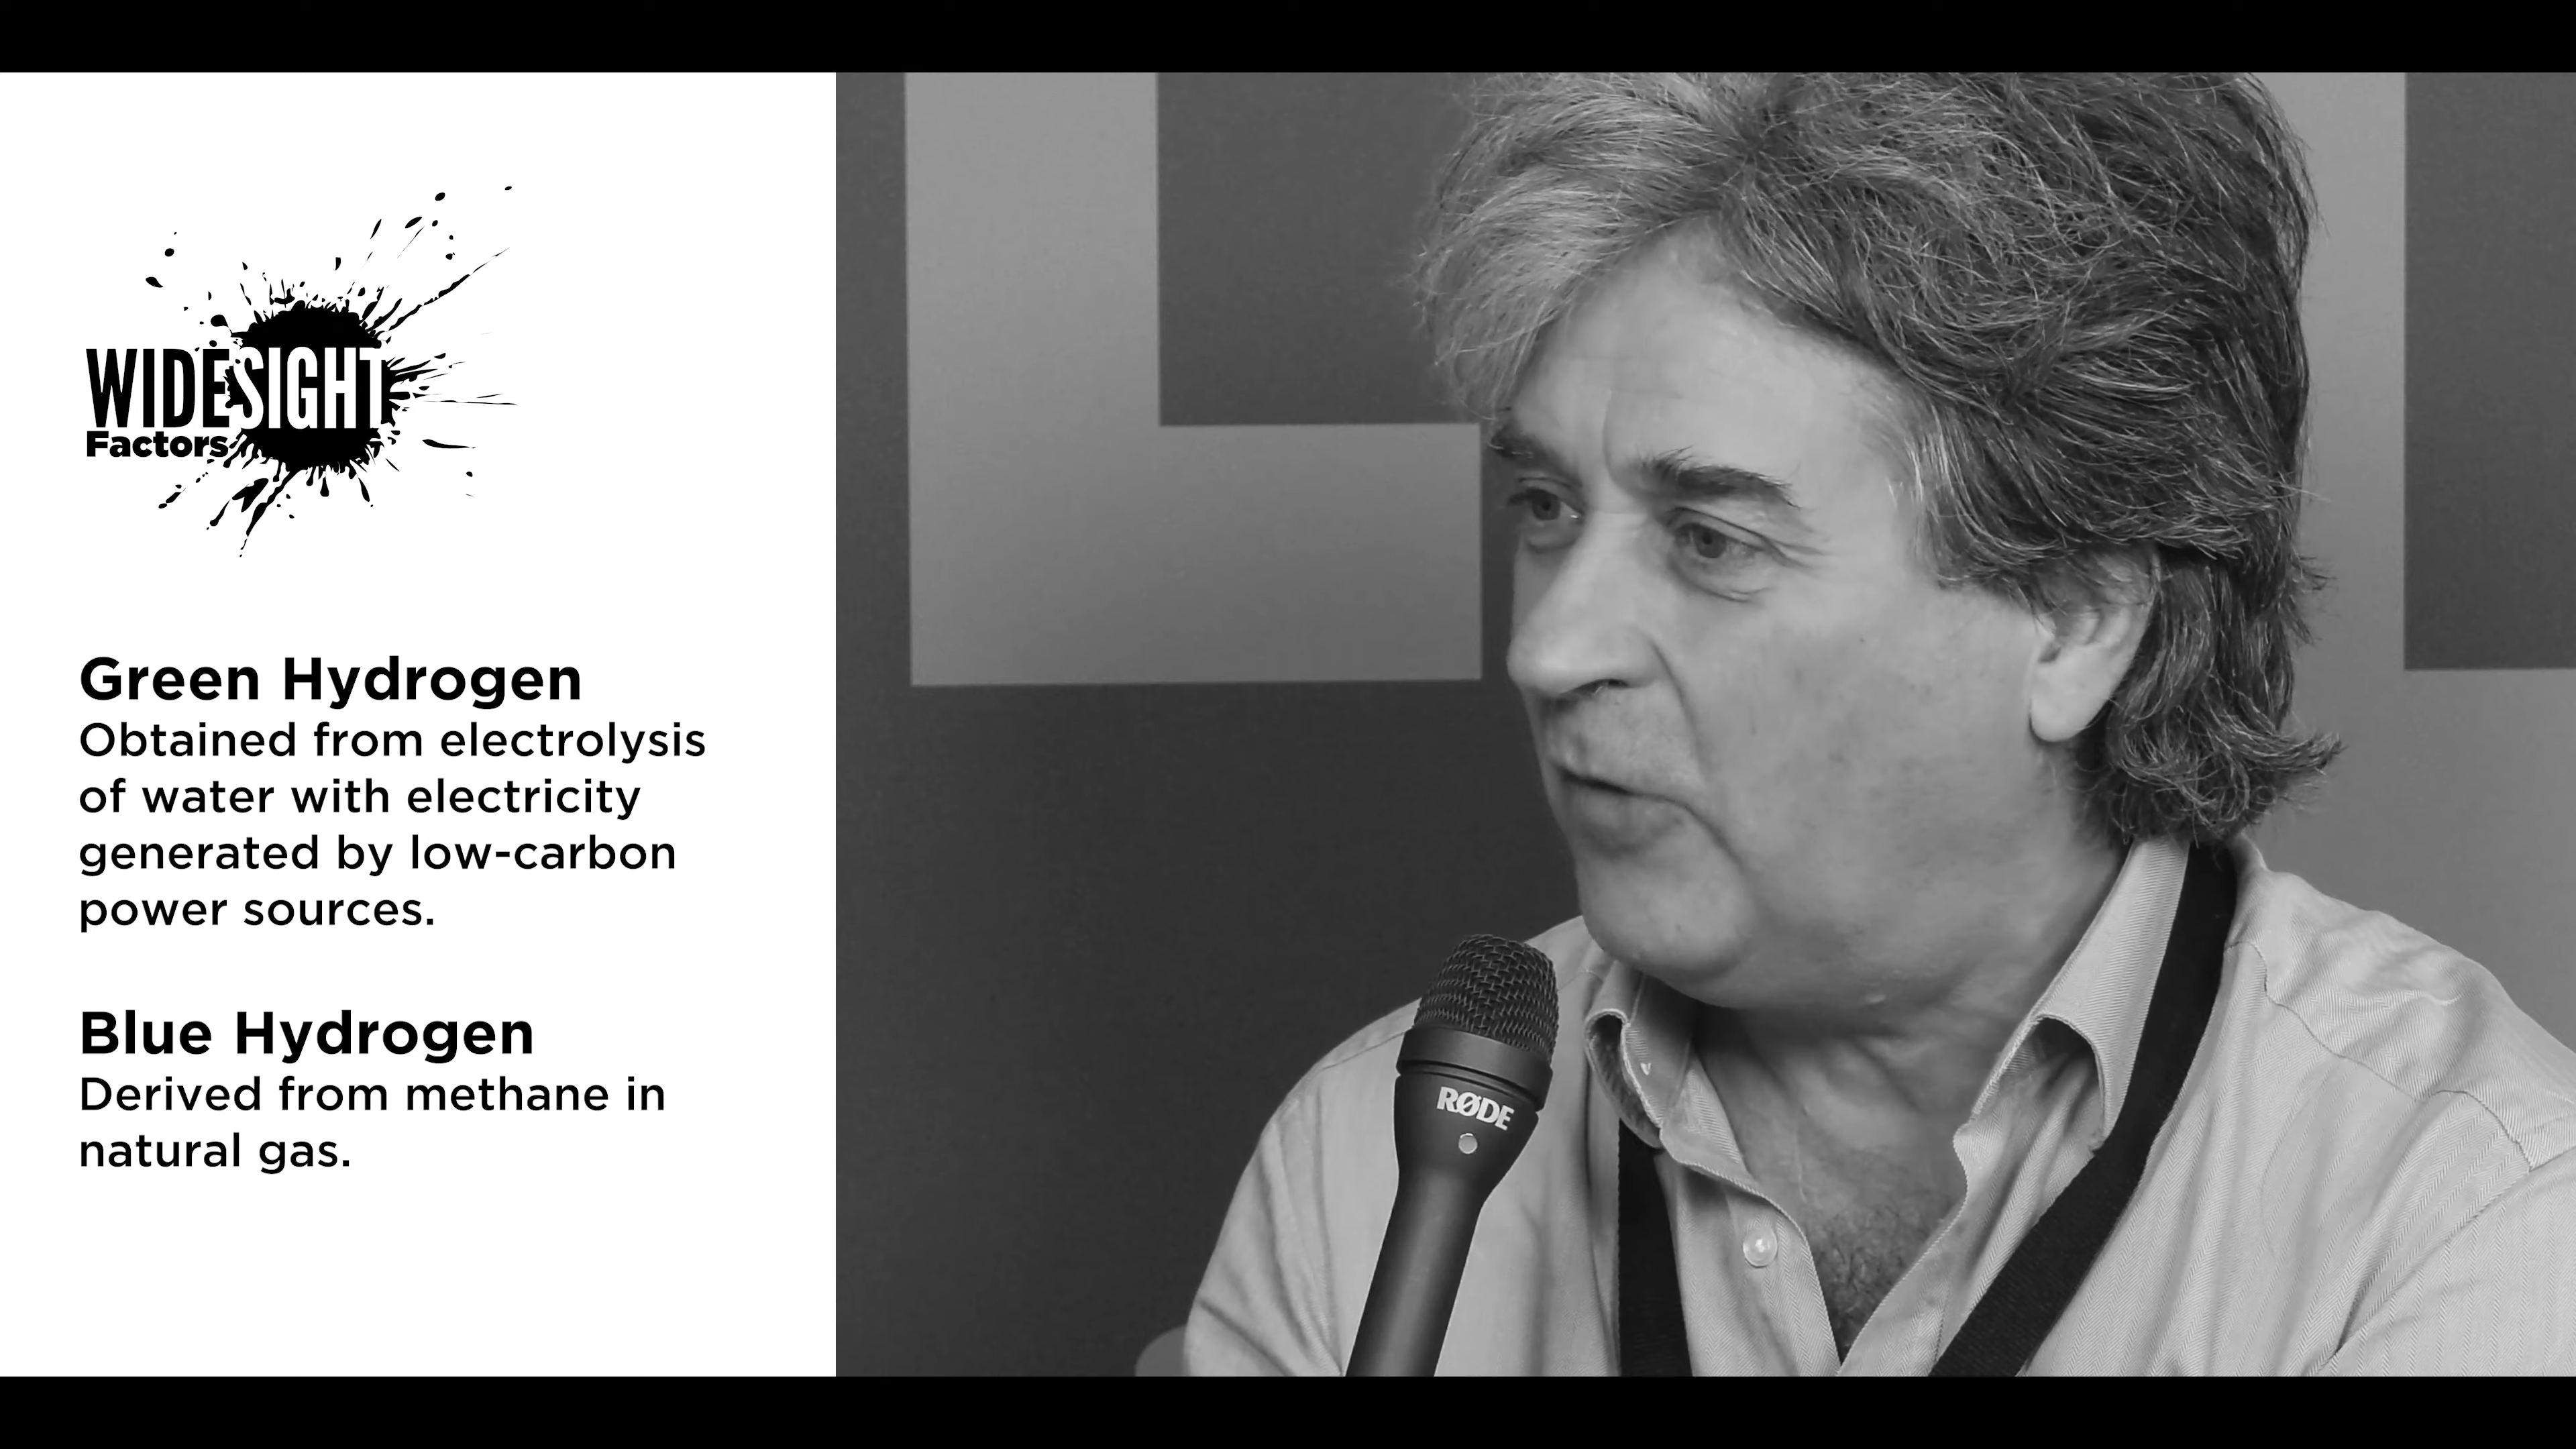 WIDESIGHT
Factors
Green Hydrogen
Obtained from electrolysis
of water with electricity
generated by low-carbon
power sources.
Blue Hydrogen
Derived from methane in
natural gas.
RØDE